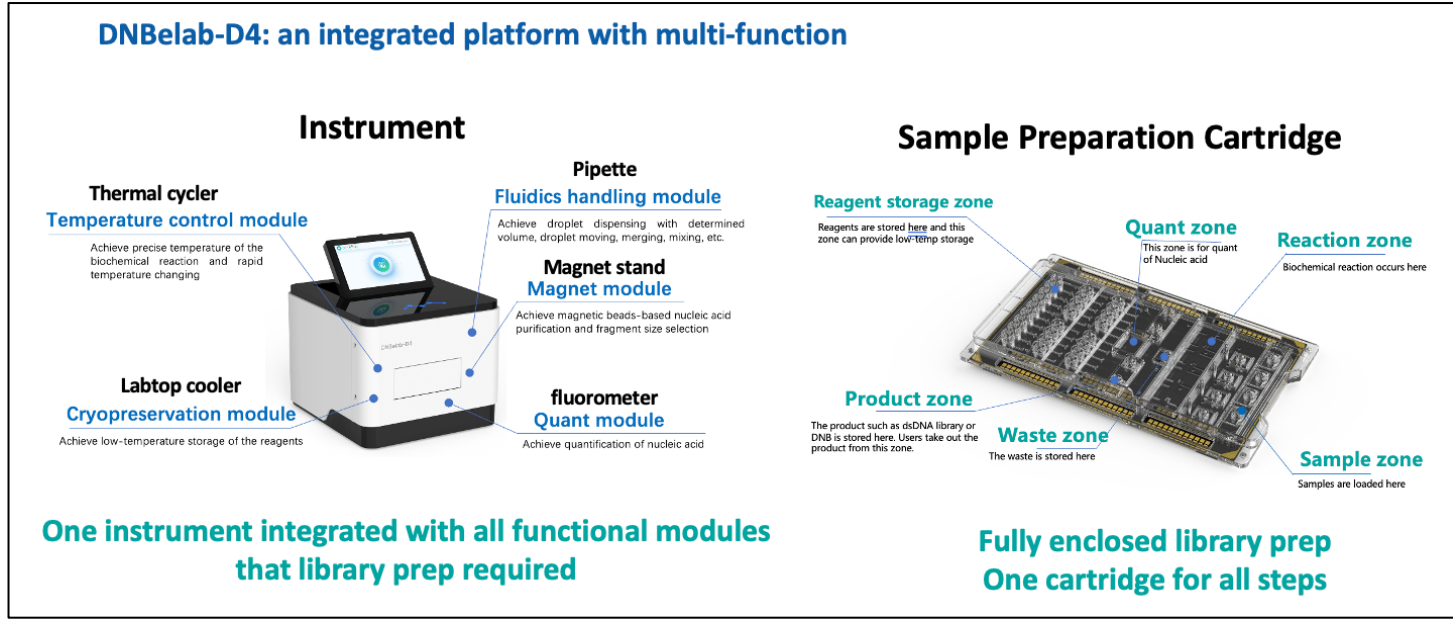 DNBelab-D4: an integrated platform with multi-function
Instrument
Thermal cycler
Temperature control module
Achieve precise temperature of the
biochemical reaction and rapid
temperature changing
Pipette
Fluidics handling module
Achieve droplet dispensing with determined
volume, droplet moving, merging, mixing, etc.
Magnet stand
Magnet module
Achieve magnetic beads-based nucleic acid
purification and fragment size selection
Labtop cooler
Cryopreservation module
Achieve low-temperature storage of the reagents
fluorometer
Quant module
Achieve quantification of nucleic acid
DNBelab-D4
One instrument integrated with all functional modules
that library prep required
Sample Preparation Cartridge
Reagent storage zone
Reagents are stored here and this
zone can provide low-temp storage
Quant zone
This zone is for quant
of Nucleic acid
Reaction zone
Biochemical reaction occurs here
Product zone
The product such as dsDNA library or
DNB is stored here. Users take out the
product from this zone.
Waste zone
The waste is stored here
Sample zone
Samples are loaded here
Fully enclosed library prep
One cartridge for all steps